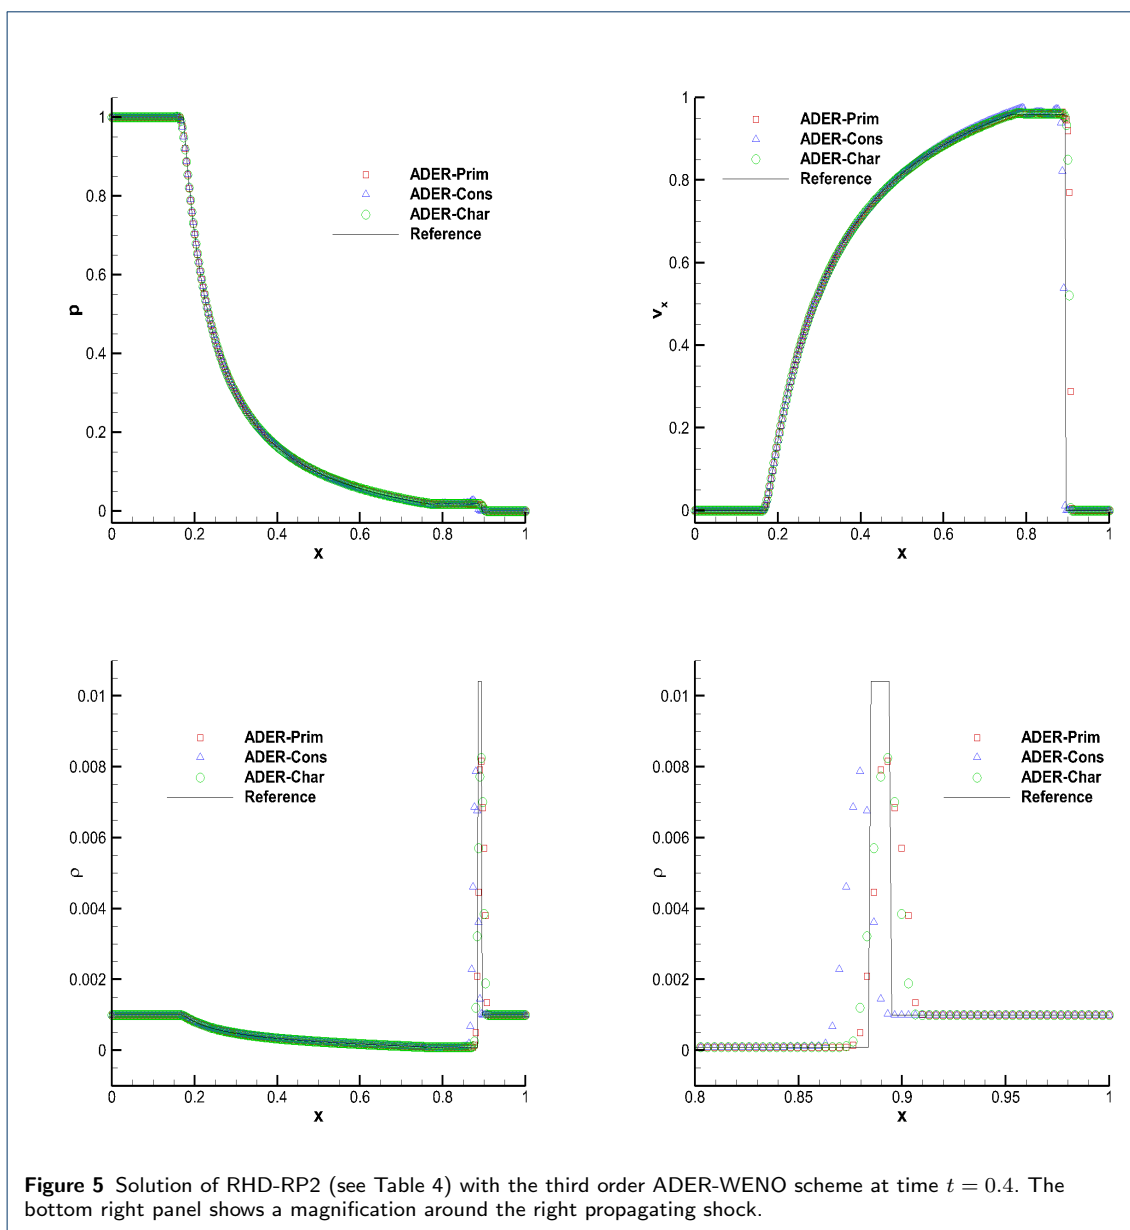 p
1
0.8
0.6
0.4
0.2
0
0 0.2 0.4 0.6 0.8 1
x
ADER-Prim
ADER-Cons
ADER-Char
Reference
vx
1
0.8
0.6
0.4
0.2
0
0 0.2 0.4 0.6 0.8 1
x
ADER-Prim
ADER-Cons
ADER-Char
Reference
ρ
0.01
0.008
0.006
0.004
0.002
0
0 0.2 0.4 0.6 0.8 1
x
ADER-Prim
ADER-Cons
ADER-Char
Reference
ρ
0.01
0.008
0.006
0.004
0.002
0
0.8 0.85 0.9 0.95 1
x
ADER-Prim
ADER-Cons
ADER-Char
Reference
Figure 5 Solution of RHD-RP2 (see Table 4) with the third order ADER-WENO scheme at time t = 0.4. The
bottom right panel shows a magnification around the right propagating shock.